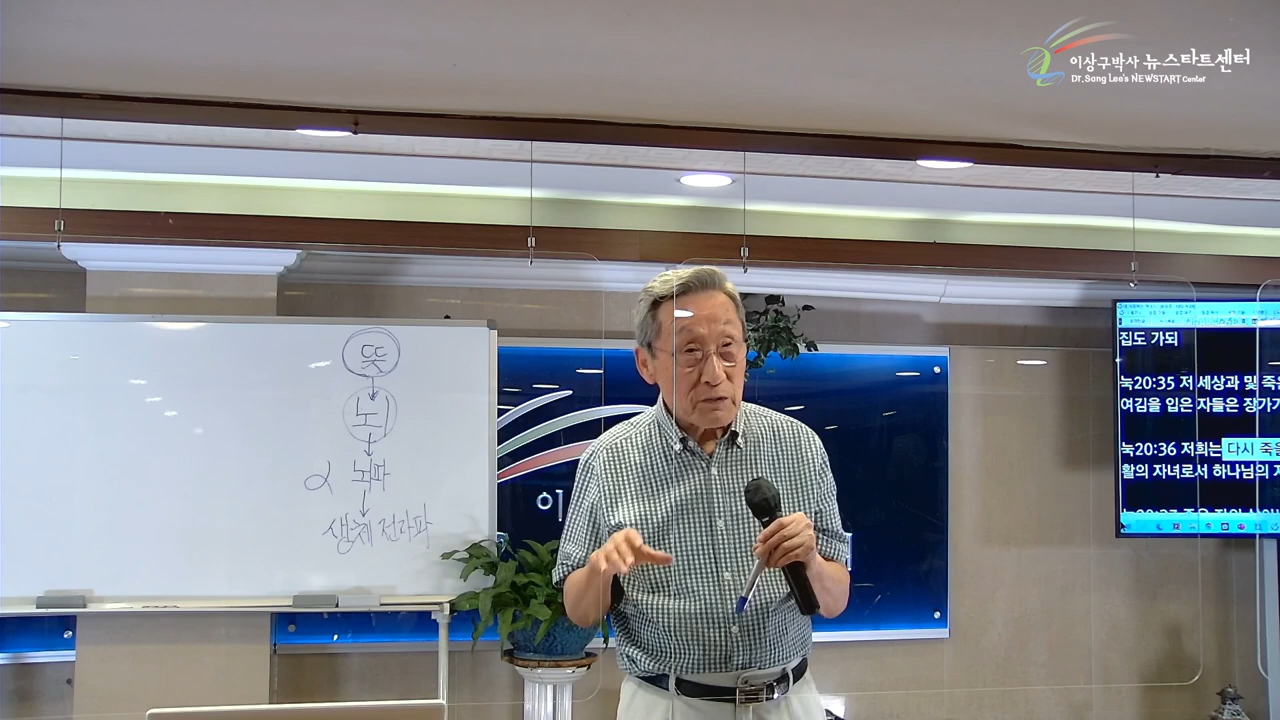 이상구박사 뉴스타트센터
Dr. Sang Lee's NEWSTART Center
뜻
뇌
α 뇌파
생체 전자파
이
집도 가되
눅20:35 저 세상과 및 죽
여김을 입은 자들은 장가
눅20:36 저희는 다시 죽을
활의 자녀로서 하나님의